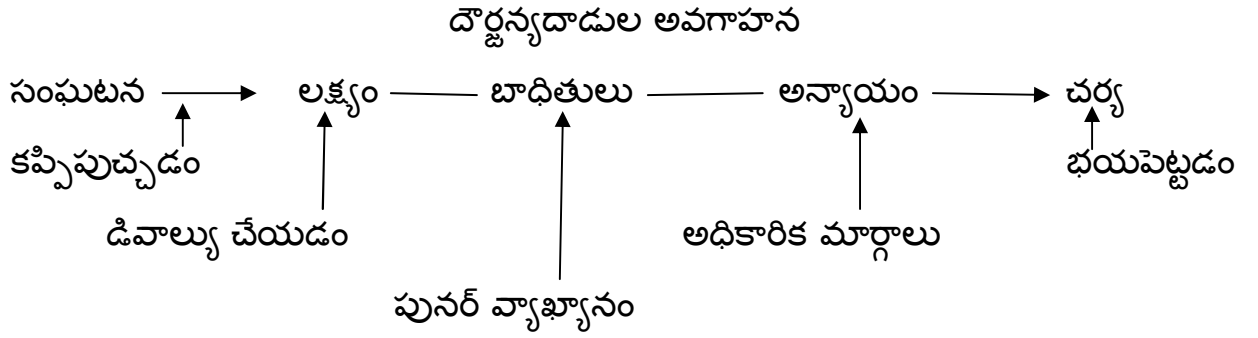 దౌర్జన్యదాడుల అవగాహన
సంఘటన లక్ష్యం బాధితులు అన్యాయం చర్య
కప్పిపుచ్చడం భయపెట్టడం
డివాల్యు చేయడం అధికారిక మార్గాలు
పునర్ వ్యాఖ్యానం